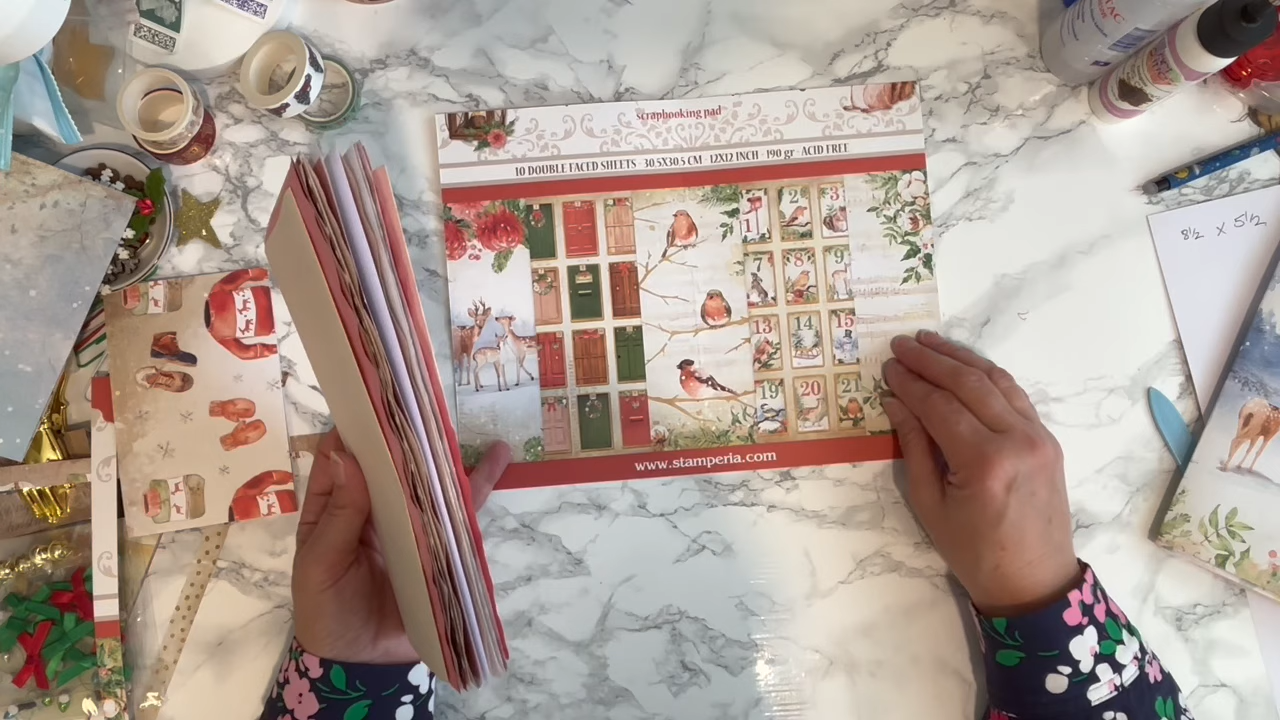 scrapbooking pad
10 DOUBLE FACED SHEETS - 30.5X30.5 CM - 12X12 INCH - 190 gr - ACID FREE
1 2 3
7 8 9
13 14 15
19 20 21
www.stamperia.com
8½ x 5½
TAC